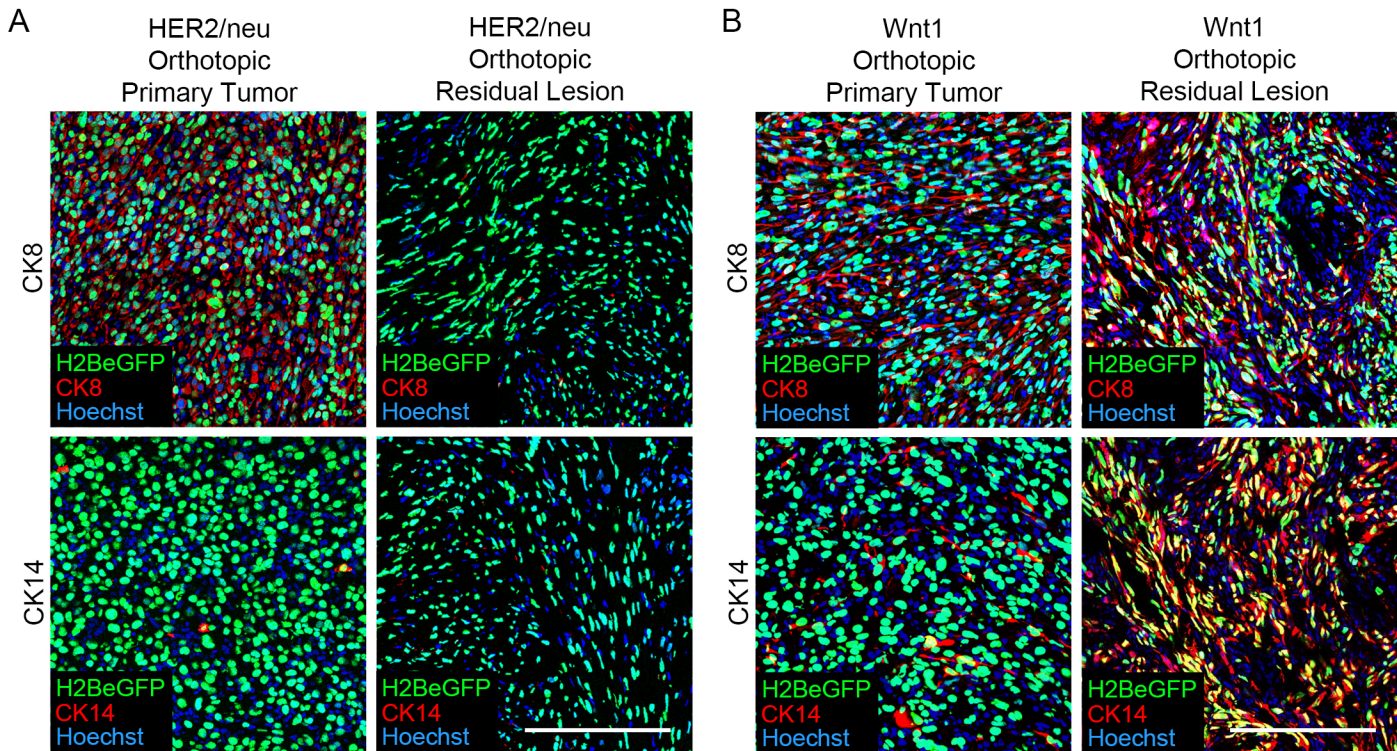 A
HER2/neu
Orthotopic
Primary Tumor
HER2/neu
Orthotopic
Residual Lesion
B
Wnt1
Orthotopic
Primary Tumor
Wnt1
Orthotopic
Residual Lesion
CK8
H2BeGFP
CK8
Hoechst
H2BeGFP
CK8
Hoechst
CK8
H2BeGFP
CK8
Hoechst
H2BeGFP
CK8
Hoechst
CK14
H2BeGFP
CK14
Hoechst
H2BeGFP
CK14
Hoechst
CK14
H2BeGFP
CK14
Hoechst
H2BeGFP
CK14
Hoechst